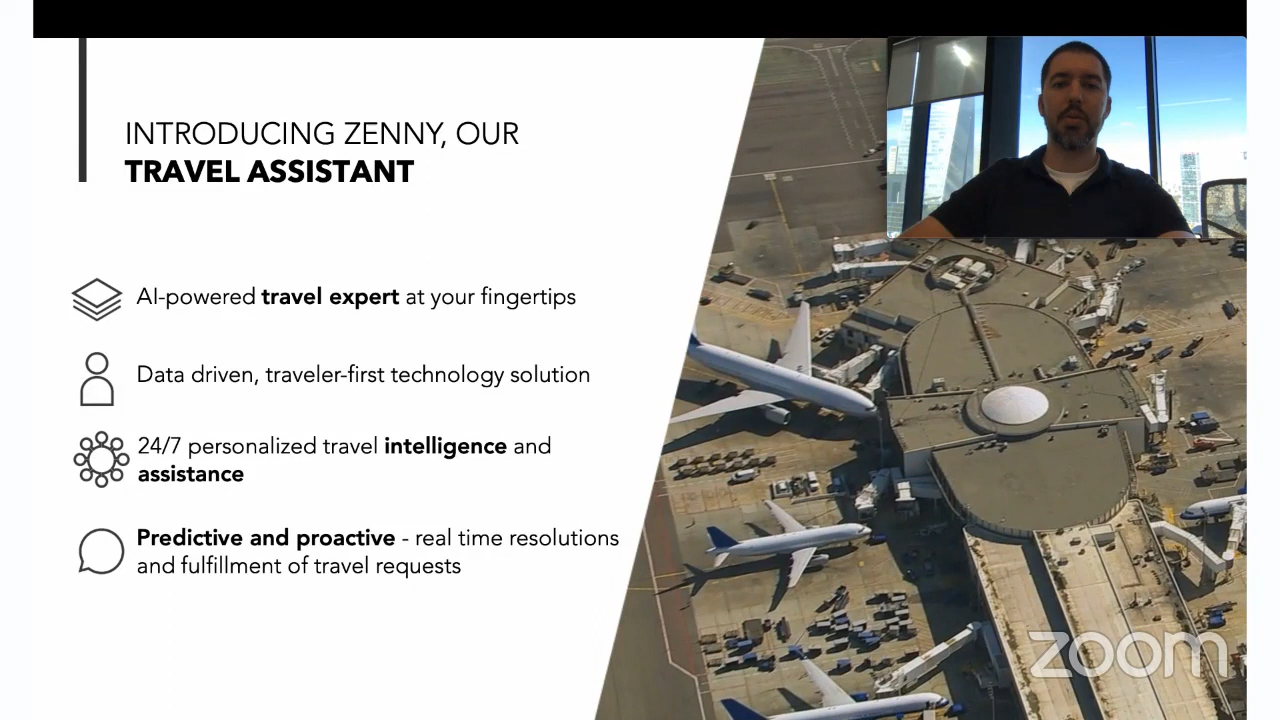 INTRODUCING ZENNY, OUR
TRAVEL ASSISTANT
AI-powered travel expert at your fingertips
Data driven, traveler-first technology solution
24/7 personalized travel intelligence and
assistance
Predictive and proactive - real time resolutions
and fulfillment of travel requests
zoom